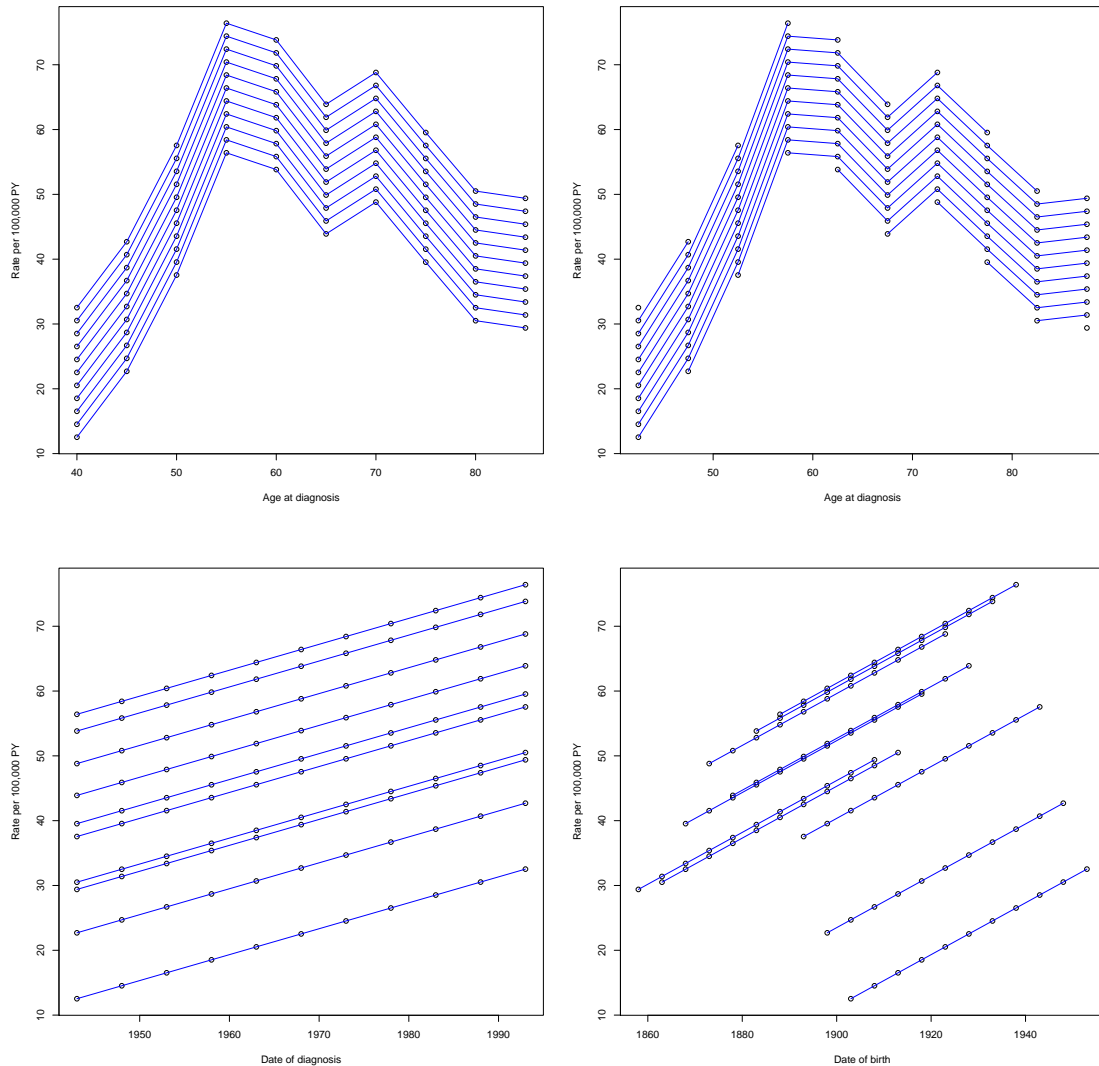 70
60
50
40
30
20
10
Rate per 100,000 PY
40 50 60 70 80
Age at diagnosis
70
60
50
40
30
20
10
Rate per 100,000 PY
50 60 70 80
Age at diagnosis
70
60
50
40
30
20
10
Rate per 100,000 PY
1950 1960 1970 1980 1990
Date of diagnosis
70
60
50
40
30
20
10
Rate per 100,000 PY
1860 1880 1900 1920 1940
Date of birth